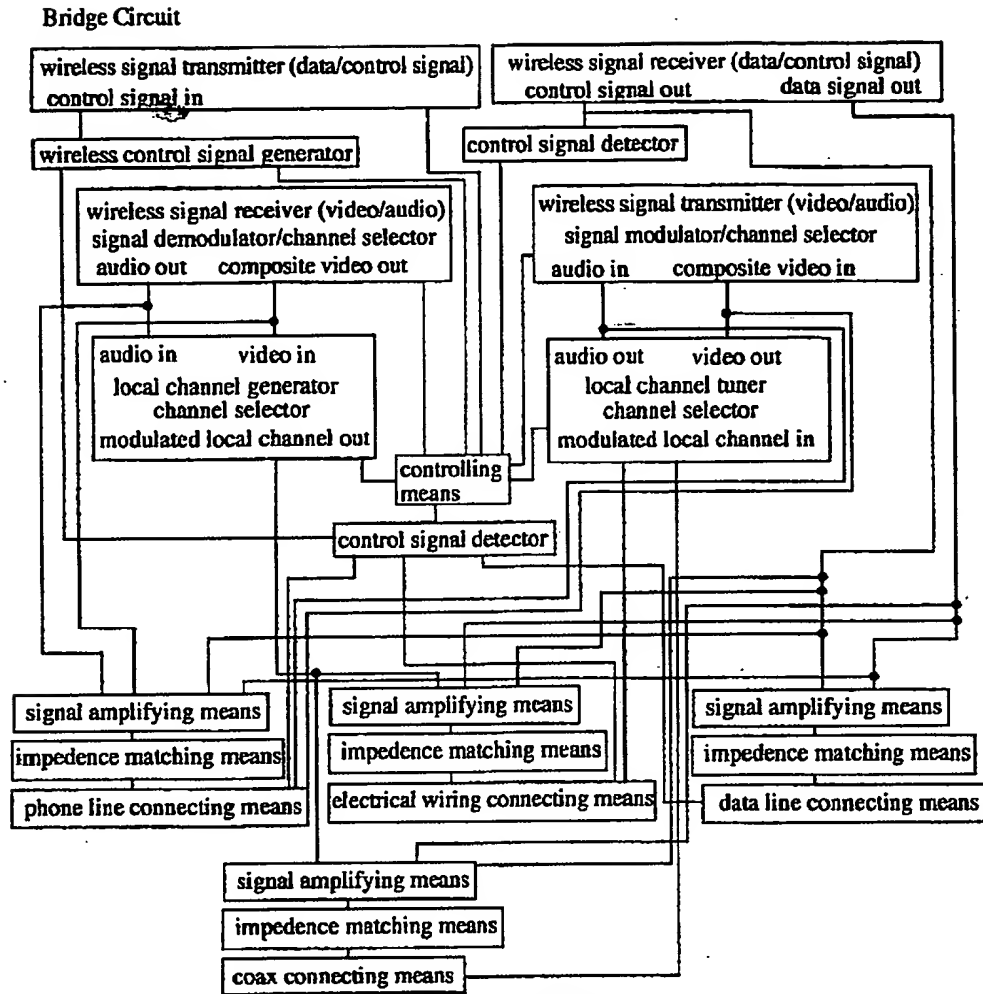 Bridge Circuit
wireless signal transmitter (data/control signal)
control signal in
wireless signal receiver (data/control signal)
control signal out data signal out
wireless control signal generator
control signal detector
wireless signal receiver (video/audio)
signal demodulator/channel selector
audio out composite video out
wireless signal transmitter (video/audio)
signal modulator/channel selector
audio in composite video in
audio in video in
local channel generator
channel selector
modulated local channel out
audio out video out
local channel tuner
channel selector
modulated local channel in
controlling
means
control signal detector
signal amplifying means
impedence matching means
phone line connecting means
signal amplifying means
impedence matching means
electrical wiring connecting means
signal amplifying means
impedence matching means
data line connecting means
signal amplifying means
impedence matching means
coax connecting means